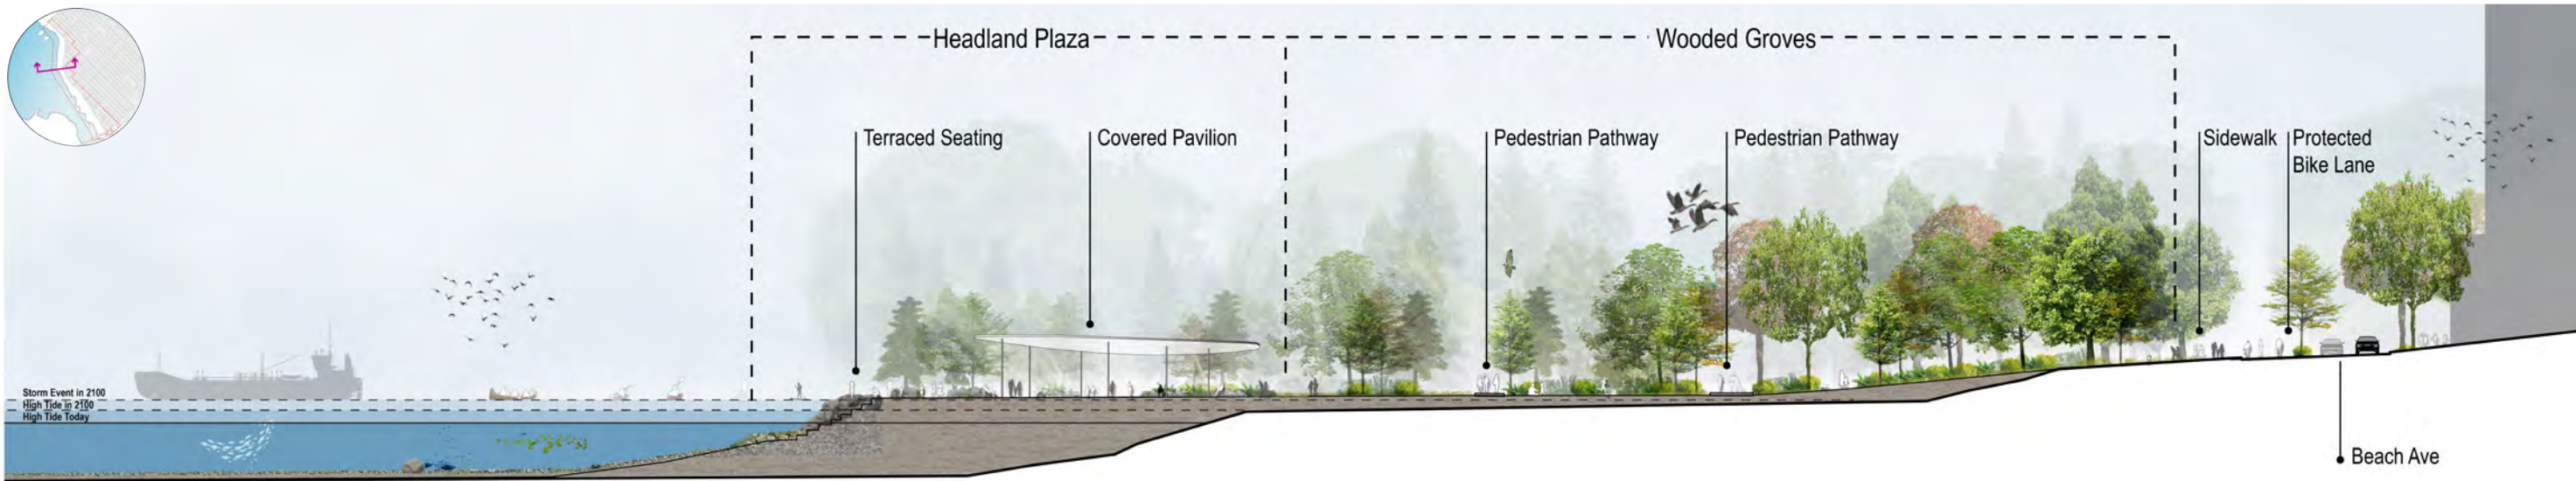 Headland Plaza
Wooded Groves
Terraced Seating
Covered Pavilion
Pedestrian Pathway
Pedestrian Pathway
Sidewalk
Protected
Bike Lane
Storm Event in 2100
High Tide in 2100
High Tide Today
Beach Ave